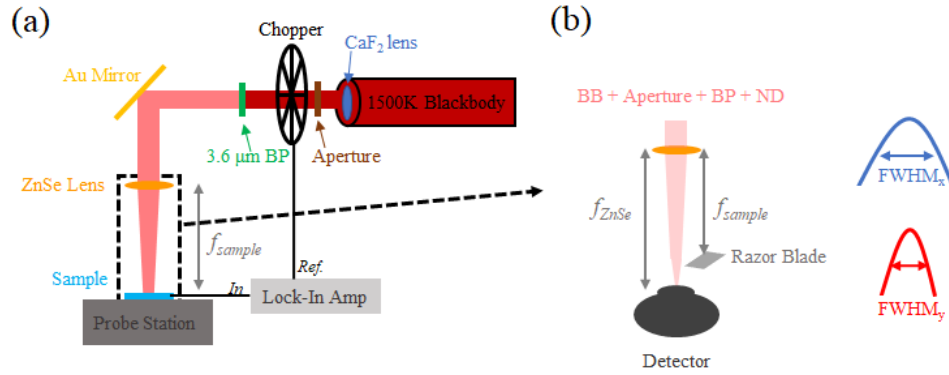 (a)
Chopper
CaF2 lens
Au Mirror
1500K Blackbody
3.6 μm BP
Aperture
ZnSe Lens
fsample
Sample
In
Ref.
Lock-In Amp
Probe Station
(b)
BB + Aperture + BP + ND
fZnSe
fsample
Razor Blade
Detector
FWHMx
FWHMy